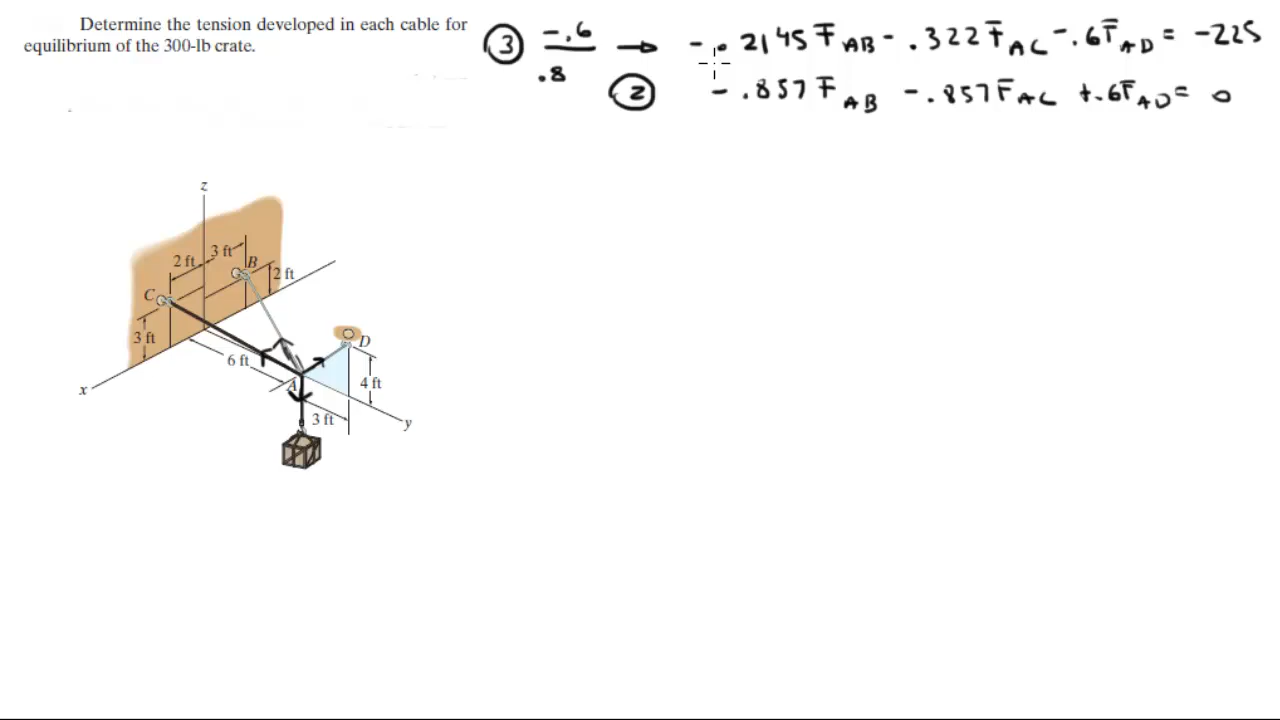 Determine the tension developed in each cable for
equilibrium of the 300-lb crate.
③ -.6/.8 → -.2145 F_AB - .322 F_AC - .6 F_AD = -225
② -.857 F_AB - .857 F_AC + .6 F_AD = 0
z
3 ft
2 ft
B
2 ft
C
3 ft
D
6 ft
A
4 ft
x
3 ft
y